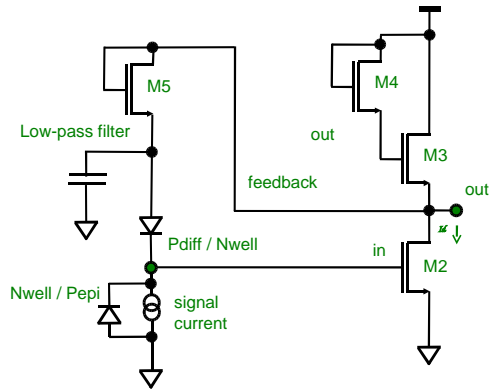 M5
M4
Low-pass filter
out
M3
feedback
out
Pdiff / Nwell
in
M2
Nwell / Pepi
signal
current